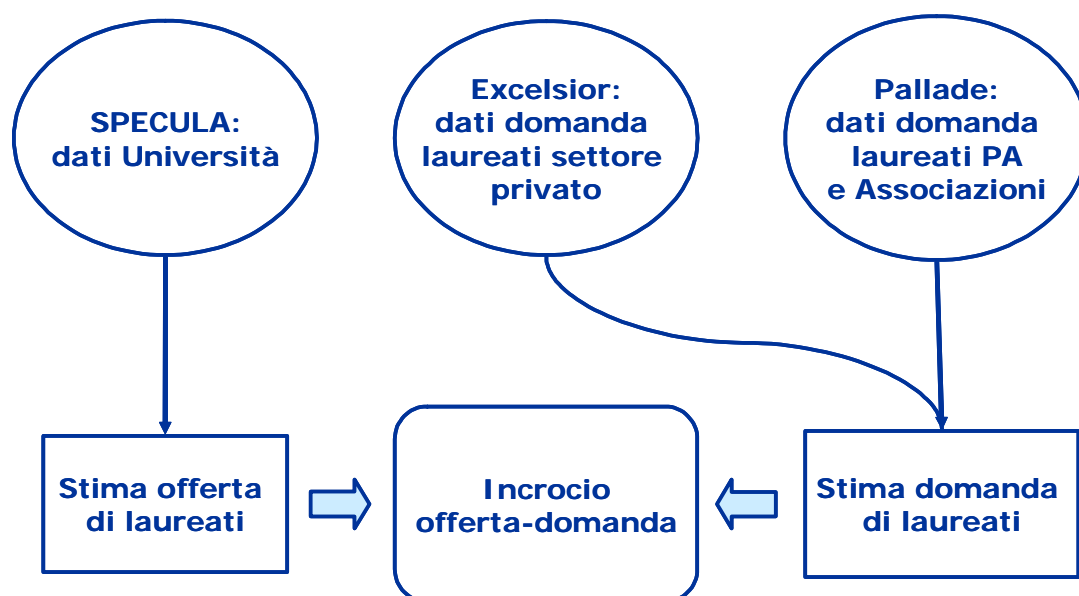 SPECULA:
dati Università
Excelsior:
dati domanda
laureati settore
privato
Pallade:
dati domanda
laureati PA
e Associazioni
Stima offerta
di laureati
Incrocio
offerta-domanda
Stima domanda
di laureati